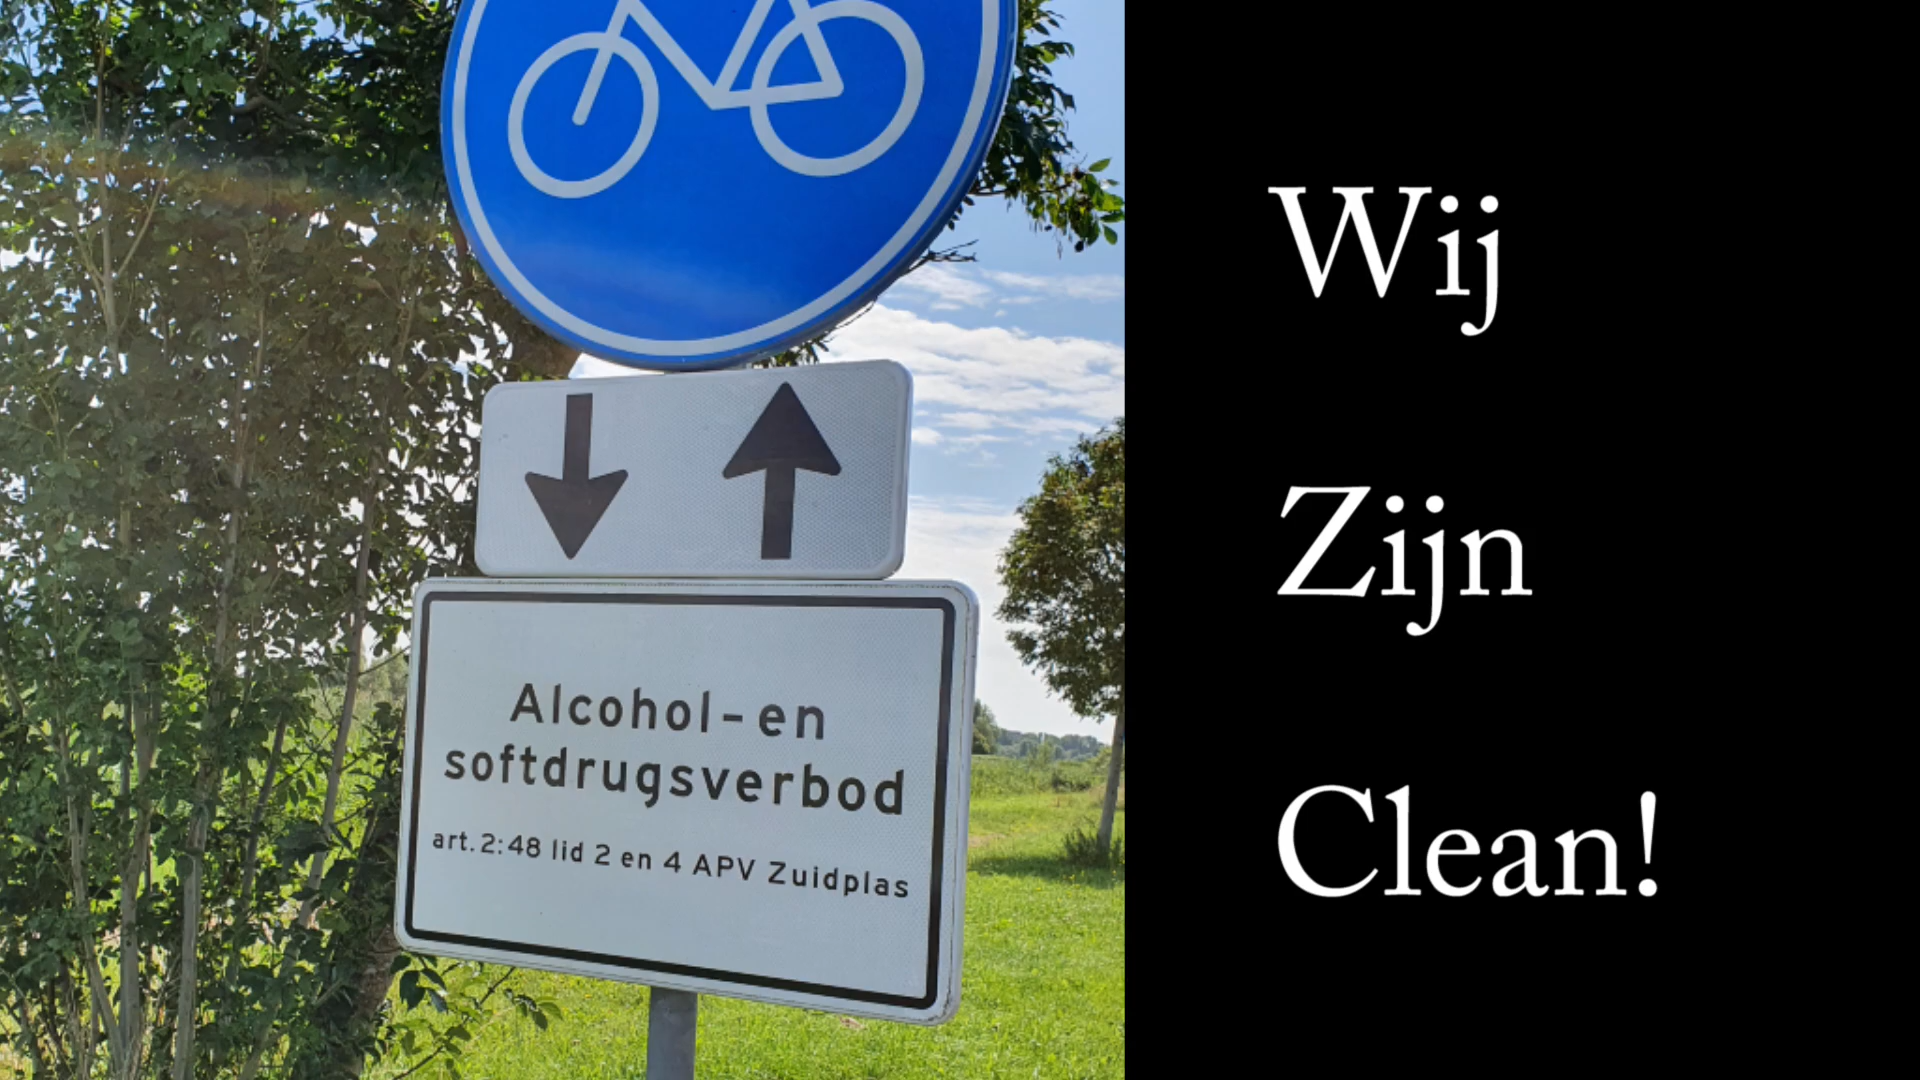 Alcohol-en
softdrugsverbod
art. 2:48 lid 2 en 4 APV Zuidplas
Wij
Zijn
Clean!